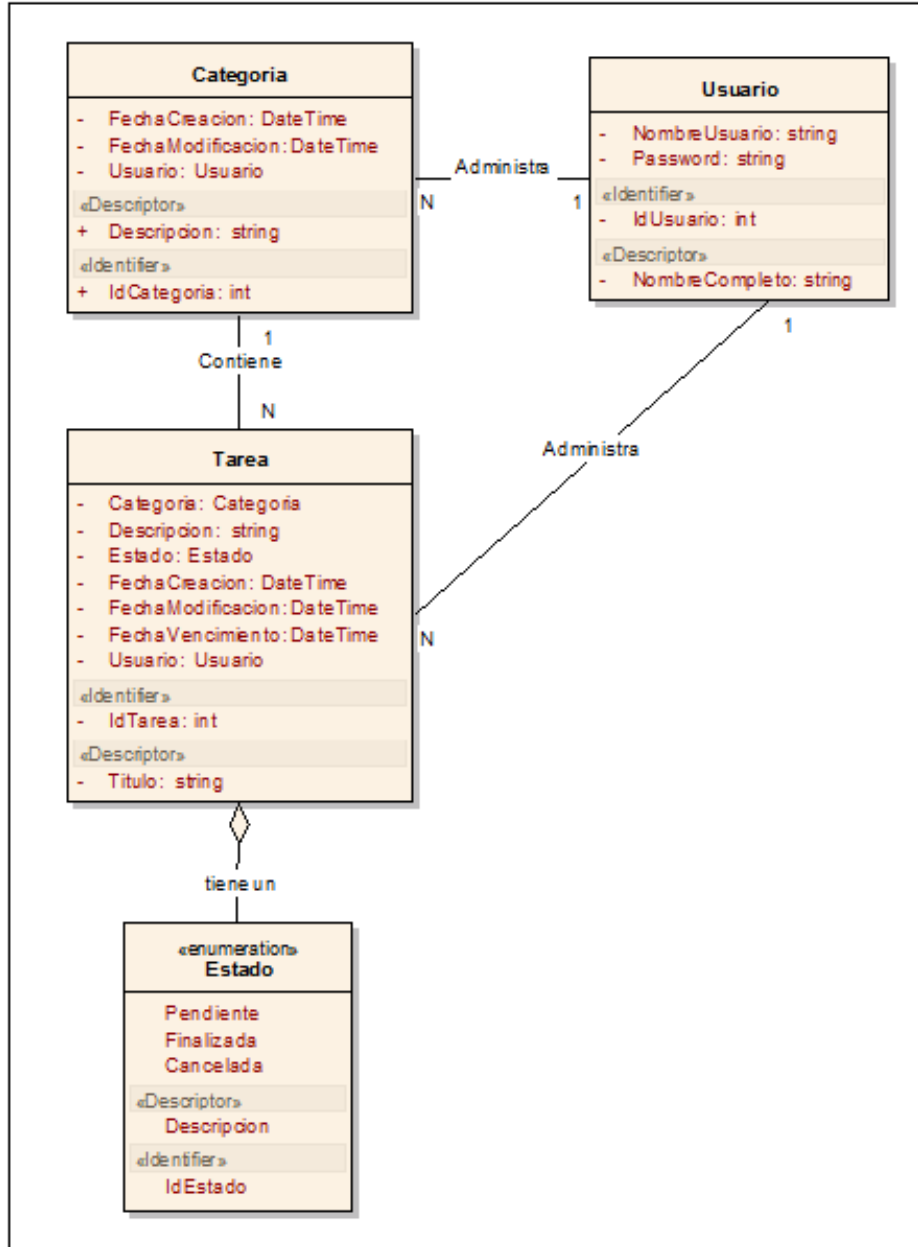 Categoria
- FechaCreacion: DateTime
- FechaModificacion: DateTime
- Usuario: Usuario
«Descriptor»
+ Descripcion: string
«Identifier»
+ IdCategoria: int
Administra
N
1
Usuario
- NombreUsuario: string
- Password: string
«Identifier»
- IdUsuario: int
«Descriptor»
- NombreCompleto: string
1
Contiene
N
1
Administra
N
Tarea
- Categoria: Categoria
- Descripcion: string
- Estado: Estado
- FechaCreacion: DateTime
- FechaModificacion: DateTime
- FechaVencimiento: DateTime
- Usuario: Usuario
«Identifier»
- IdTarea: int
«Descriptor»
- Titulo: string
tiene un
«enumeration»
Estado
Pendiente
Finalizada
Cancelada
«Descriptor»
Descripcion
«Identifier»
IdEstado